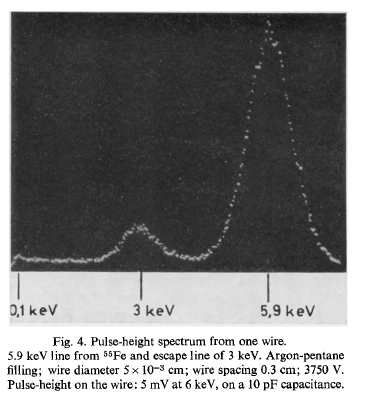 0,1 keV 3 keV 5,9 keV
Fig. 4. Pulse-height spectrum from one wire.
5.9 keV line from ⁵⁵Fe and escape line of 3 keV. Argon-pentane
filling; wire diameter 5 × 10⁻³ cm; wire spacing 0.3 cm; 3750 V.
Pulse-height on the wire: 5 mV at 6 keV, on a 10 pF capacitance.